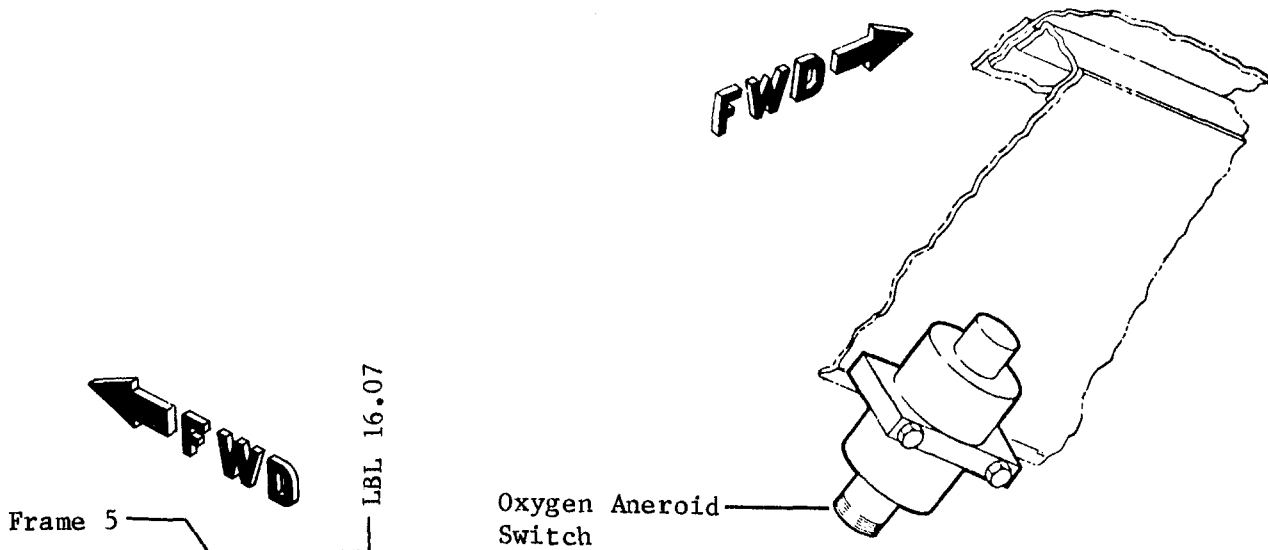 FWD
FWD
LBL 16.07
Frame 5
Oxygen Aneroid
Switch